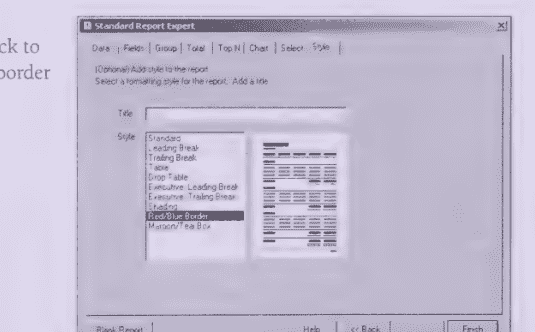 ck to
border
Standard Report Expert
Data Fields Group Total Top N Chart Select Style
(Optional) Add style to the report.
Select a formatting style for the report. Add a title.
Title
Style
Standard
Leading Break
Trailing Break
Table
Drop Table
Executive, Leading Break
Executive, Trailing Break
Shading
Red/Blue Border
Maroon/Teal Box
Blank Report Help << Back Finish